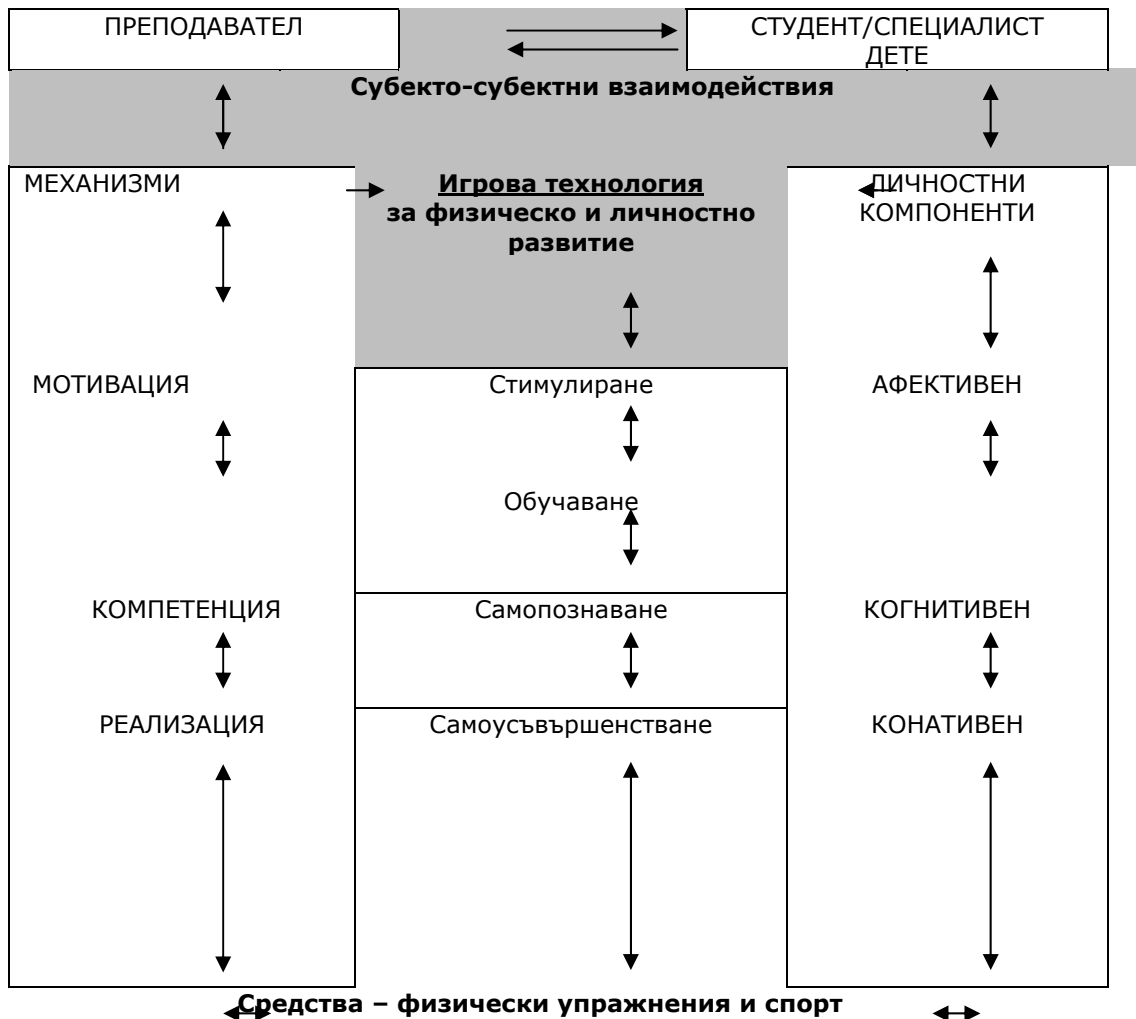 ПРЕПОДАВАТЕЛ
СТУДЕНТ/СПЕЦИАЛИСТ
ДЕТЕ
Субекто-субектни взаимодействия
МЕХАНИЗМИ
Игрова технология
за физическо и личностно
развитие
ЛИЧНОСТНИ
КОМПОНЕНТИ
МОТИВАЦИЯ
Стимулиране
АФЕКТИВЕН
Обучаване
КОМПЕТЕНЦИЯ
Самопознаване
КОГНИТИВЕН
РЕАЛИЗАЦИЯ
Самоусъвършенстване
КОНАТИВЕН
Средства – физически упражнения и спорт